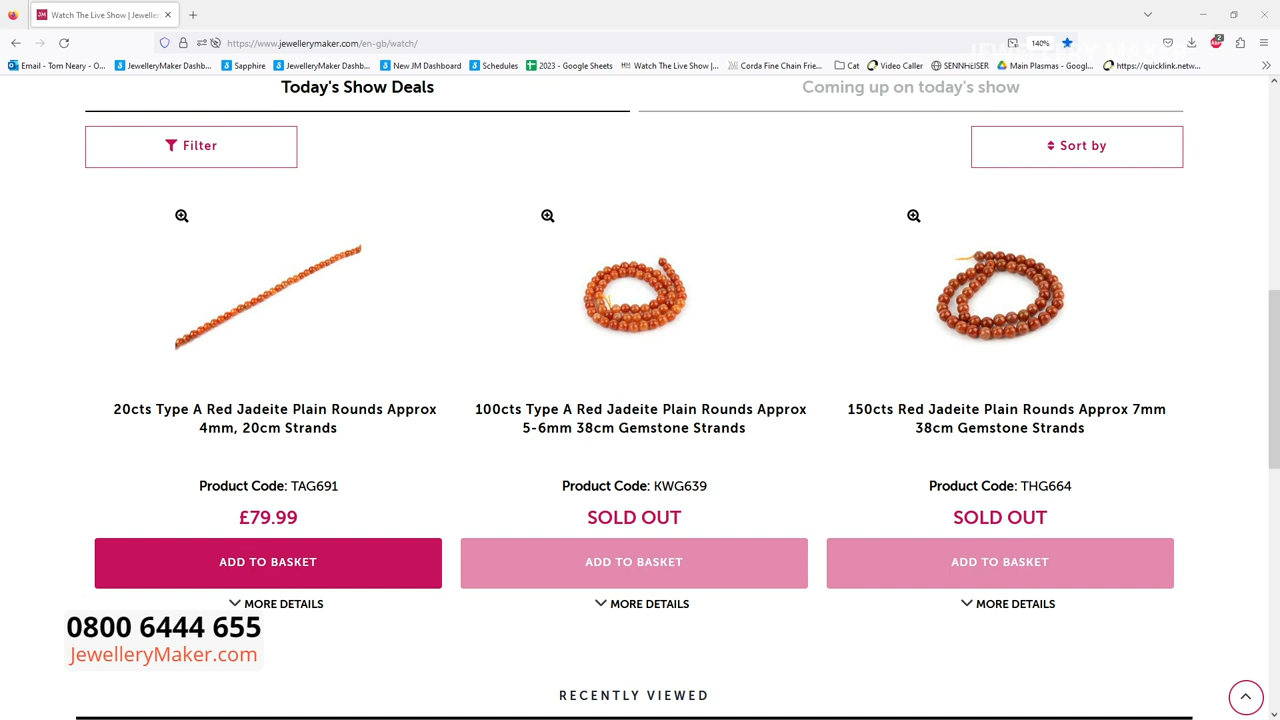 Watch The Live Show | Jeweller
https://www.jewellerymaker.com/en-gb/watch/
140%
2
Email - Tom Neary - O...
JewelleryMaker Dashb...
Sapphire
JewelleryMaker Dashb...
New JM Dashboard
Schedules
2023 - Google Sheets
Watch The Live Show |...
Corda Fine Chain Frie...
Cat
Video Caller
SENNHEISER
Main Plasmas - Googl...
https://quicklink.netw...
Today's Show Deals
Coming up on today's show
Filter
Sort by
20cts Type A Red Jadeite Plain Rounds Approx
4mm, 20cm Strands
100cts Type A Red Jadeite Plain Rounds Approx
5-6mm 38cm Gemstone Strands
150cts Red Jadeite Plain Rounds Approx 7mm
38cm Gemstone Strands
Product Code: TAG691
Product Code: KWG639
Product Code: THG664
£79.99
SOLD OUT
SOLD OUT
ADD TO BASKET
ADD TO BASKET
ADD TO BASKET
MORE DETAILS
MORE DETAILS
MORE DETAILS
0800 6444 655
JewelleryMaker.com
RECENTLY VIEWED